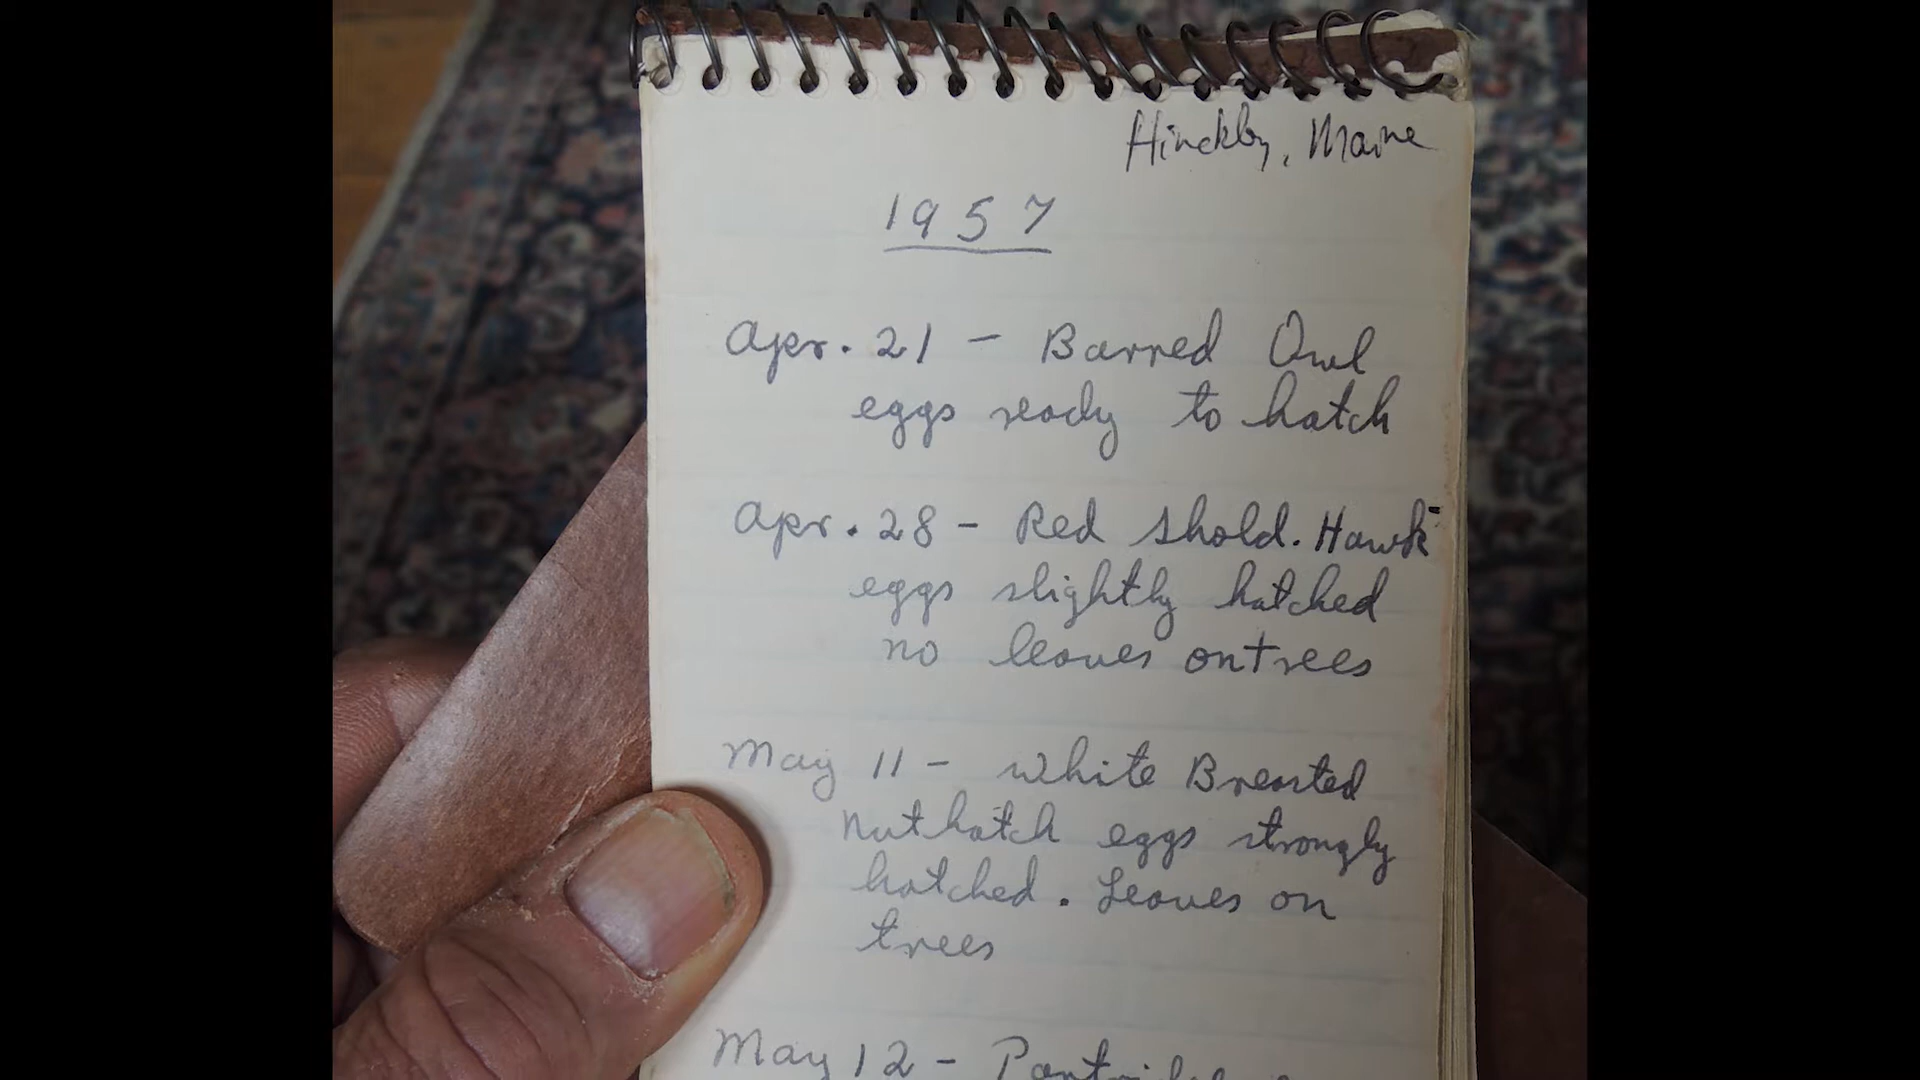 Hinckley, Maine
1957
Apr. 21 - Barred Owl
eggs ready to hatch
Apr. 28 - Red Shold. Hawk
eggs slightly hatched
no leaves on trees
May 11 - White Breasted
Nuthatch eggs strongly
hatched. Leaves on
trees
May 12 -